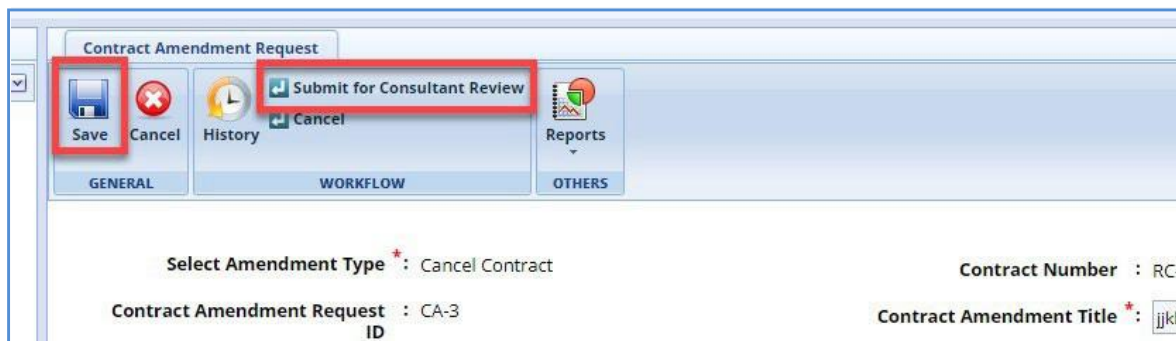 Contract Amendment Request
Submit for Consultant Review
Cancel
Save Cancel History Reports
GENERAL WORKFLOW OTHERS
Select Amendment Type *: Cancel Contract
Contract Number : RC
Contract Amendment Request ID : CA-3
Contract Amendment Title *: